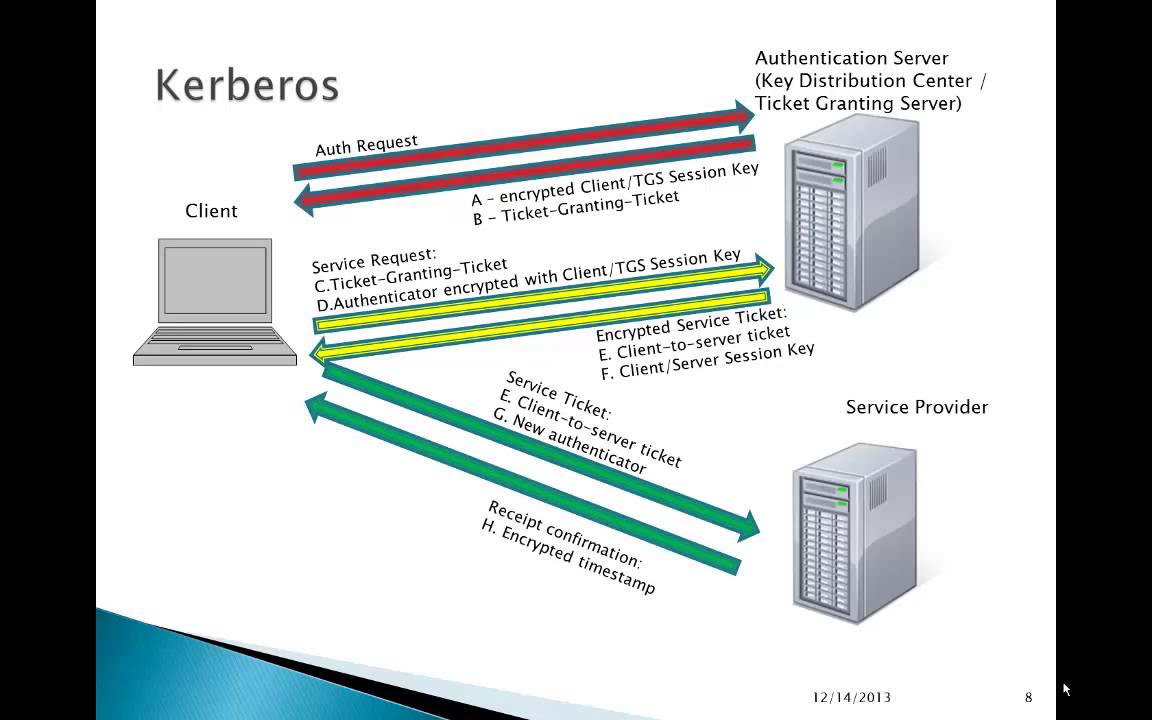 Kerberos
Authentication Server
(Key Distribution Center /
Ticket Granting Server)
Auth Request
A - encrypted Client/TGS Session Key
B - Ticket-Granting-Ticket
Client
Service Request:
C.Ticket-Granting-Ticket
D.Authenticator encrypted with Client/TGS Session Key
Encrypted Service Ticket:
E. Client-to-server ticket
F. Client/Server Session Key
Service Ticket:
E. Client-to-server ticket
G. New authenticator
Service Provider
Receipt confirmation:
H. Encrypted timestamp
12/14/2013
8